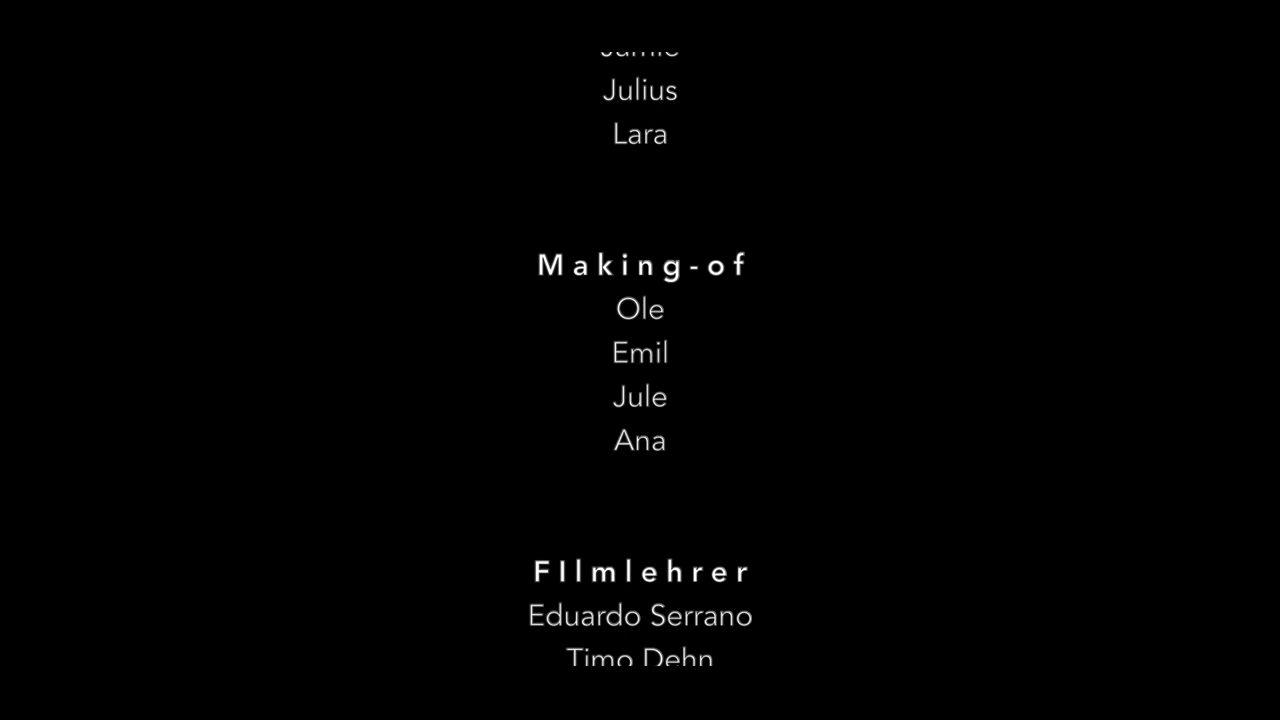 Julius
Lara
Making-of
Ole
Emil
Jule
Ana
FIlmlehrer
Eduardo Serrano
Timo Dehn